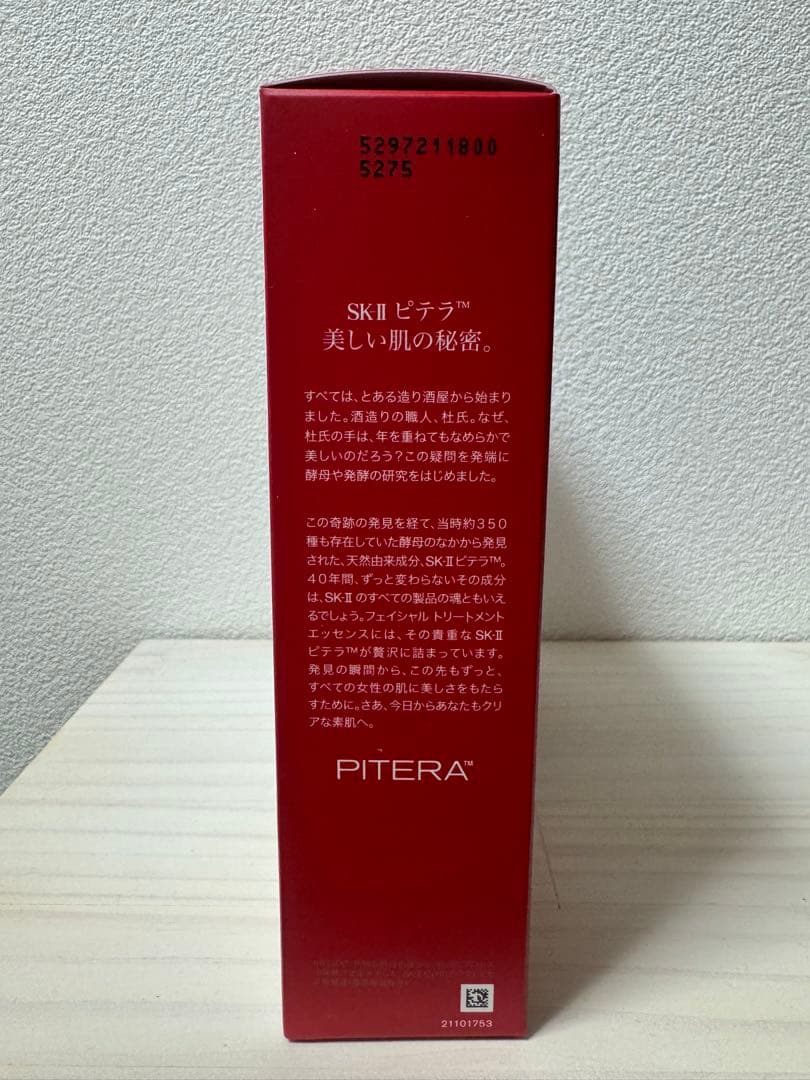 5297211800
5275
SK-II ピテラ™
美しい肌の秘密。
すべては、とある造り酒屋から始まり
ました。酒造りの職人、杜氏。なぜ、
杜氏の手は、年を重ねてもなめらかで
美しいのだろう？この疑問を発端に
酵母や発酵の研究をはじめました。
この奇跡の発見を経て、当時約３５０
種も存在していた酵母のなかから発見
された、天然由来成分、SK-IIピテラ™。
４０年間、ずっと変わらないその成分
は、SK-II のすべての製品の魂ともいえ
るでしょう。フェイシャル トリートメント
エッセンスには、その貴重な SK-II
ピテラ™が贅沢に詰まっています。
発見の瞬間から、この先もずっと、
すべての女性の肌に美しさをもたら
すために。さあ、今日からあなたもクリ
アな素肌へ。
PITERA™
21101753